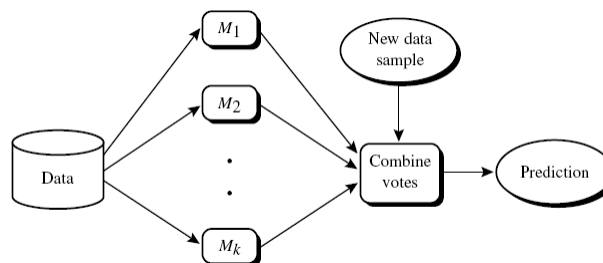 M1
New data
sample
M2
Data
Combine
votes
Prediction
Mk